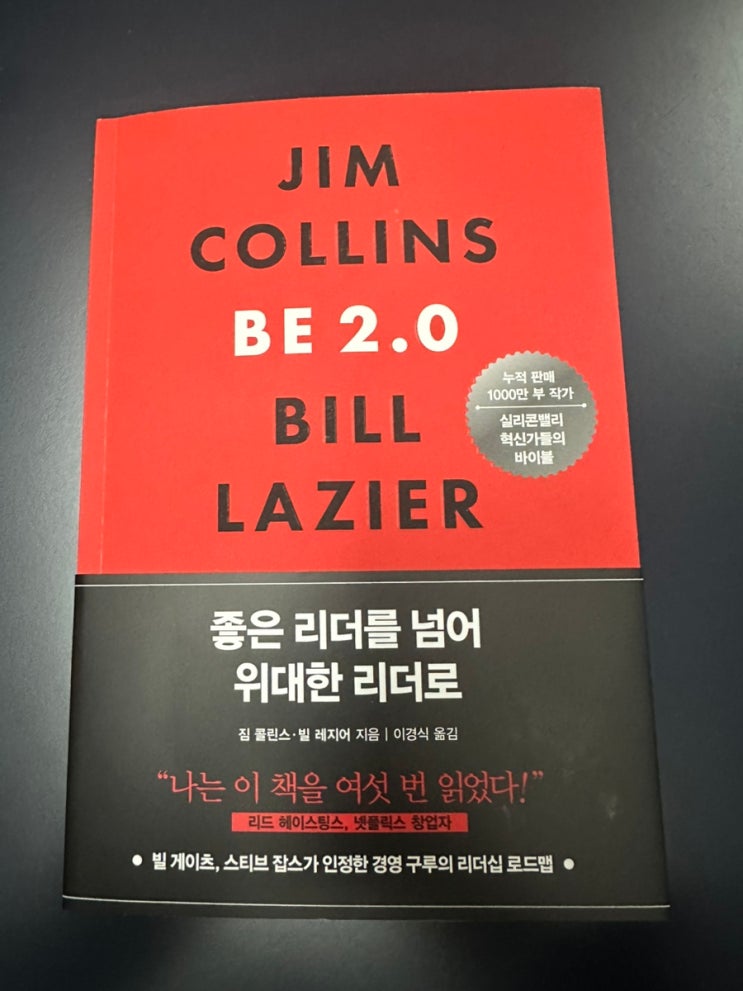 JIM
COLLINS
BE 2.0
BILL
LAZIER
누적 판매
1000만 부 작가
실리콘밸리
혁신가들의
바이블
좋은 리더를 넘어
위대한 리더로
짐 콜린스·빌 레지어 지음 | 이경식 옮김
“나는 이 책을 여섯 번 읽었다!”
리드 헤이스팅스, 넷플릭스 창업자
• 빌 게이츠, 스티브 잡스가 인정한 경영 구루의 리더십 로드맵 •